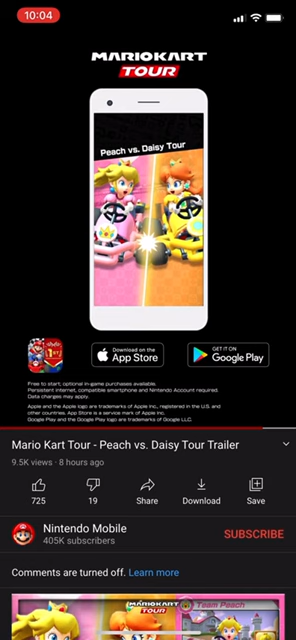 10:04
MARIOKART
TOUR
Peach vs. Daisy Tour
Download on the
App Store
GET IT ON
Google Play
Free to start; optional in-game purchases available.
Persistent internet, compatible smartphone and Nintendo Account required.
Data charges may apply.
Apple and the Apple logo are trademarks of Apple Inc., registered in the U.S. and
other countries. App Store is a service mark of Apple Inc.
Google Play and the Google Play logo are trademarks of Google LLC.
Mario Kart Tour - Peach vs. Daisy Tour Trailer
9.5K views · 8 hours ago
725
19
Share
Download
Save
Nintendo Mobile
405K subscribers
SUBSCRIBE
Comments are turned off. Learn more
MARIOKART
TOUR
Team Peach